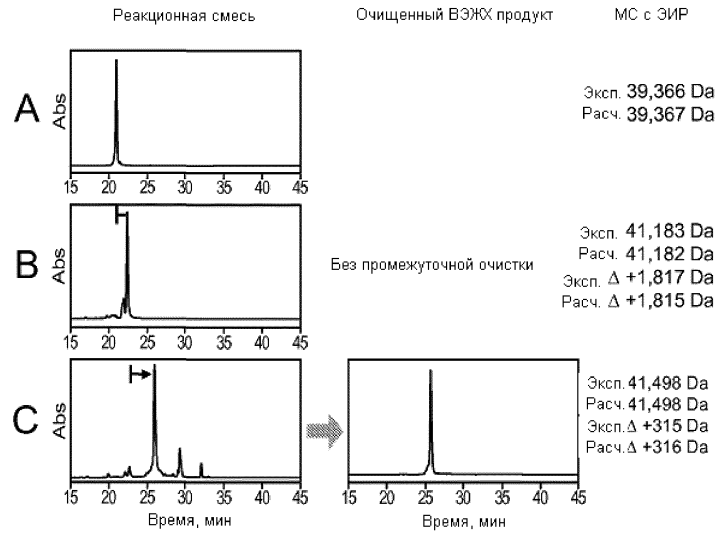 Реакционная смесь
Очищенный ВЭЖХ продукт
МС с ЭИР
A
Abs
15 20 25 30 35 40 45
Эксп. 39,366 Da
Расч. 39,367 Da
B
Abs
15 20 25 30 35 40 45
Без промежуточной очистки
Эксп. 41,183 Da
Расч. 41,182 Da
Эксп. Δ +1,817 Da
Расч. Δ +1,815 Da
C
Abs
15 20 25 30 35 40 45
Время, мин
15 20 25 30 35 40 45
Время, мин
Эксп. 41,498 Da
Расч. 41,498 Da
Эксп. Δ +315 Da
Расч. Δ +316 Da